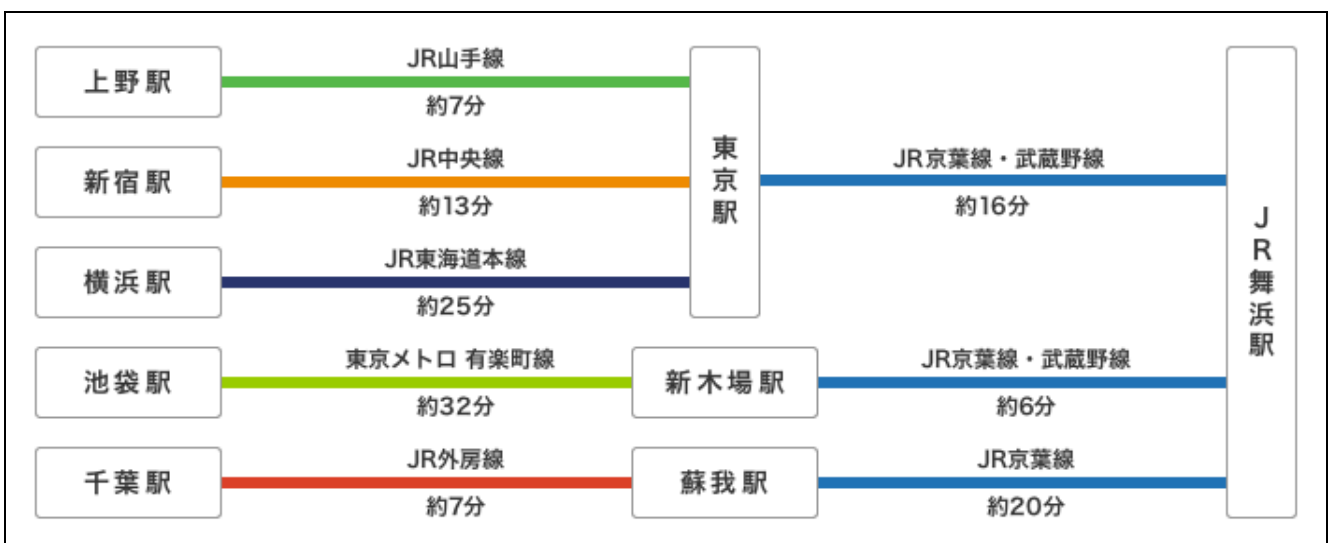 上野駅
JR山手線
約7分
新宿駅
JR中央線
約13分
横浜駅
JR東海道本線
約25分
東京駅
JR京葉線・武蔵野線
約16分
池袋駅
東京メトロ 有楽町線
約32分
新木場駅
JR京葉線・武蔵野線
約6分
千葉駅
JR外房線
約7分
蘇我駅
JR京葉線
約20分
JR舞浜駅